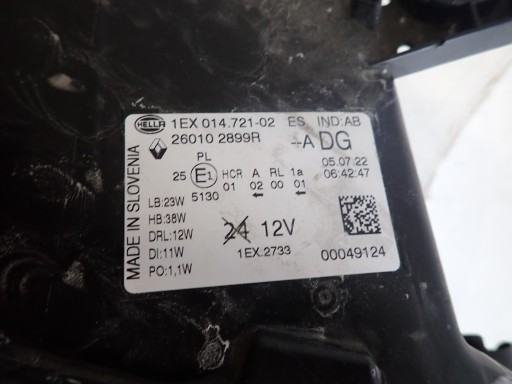 HELLA 1EX 014.721-02 ES IND:AB
260102899R --A DG
PL 05.07.22
25 E1 HCR A RL 1a 06:42:47
01 02 00 01
LB:23W 5130
HB:38W
DRL:12W 24 12V
DI:11W 1EX.2733 00049124
PO:1,1W
MADE IN SLOVENIA